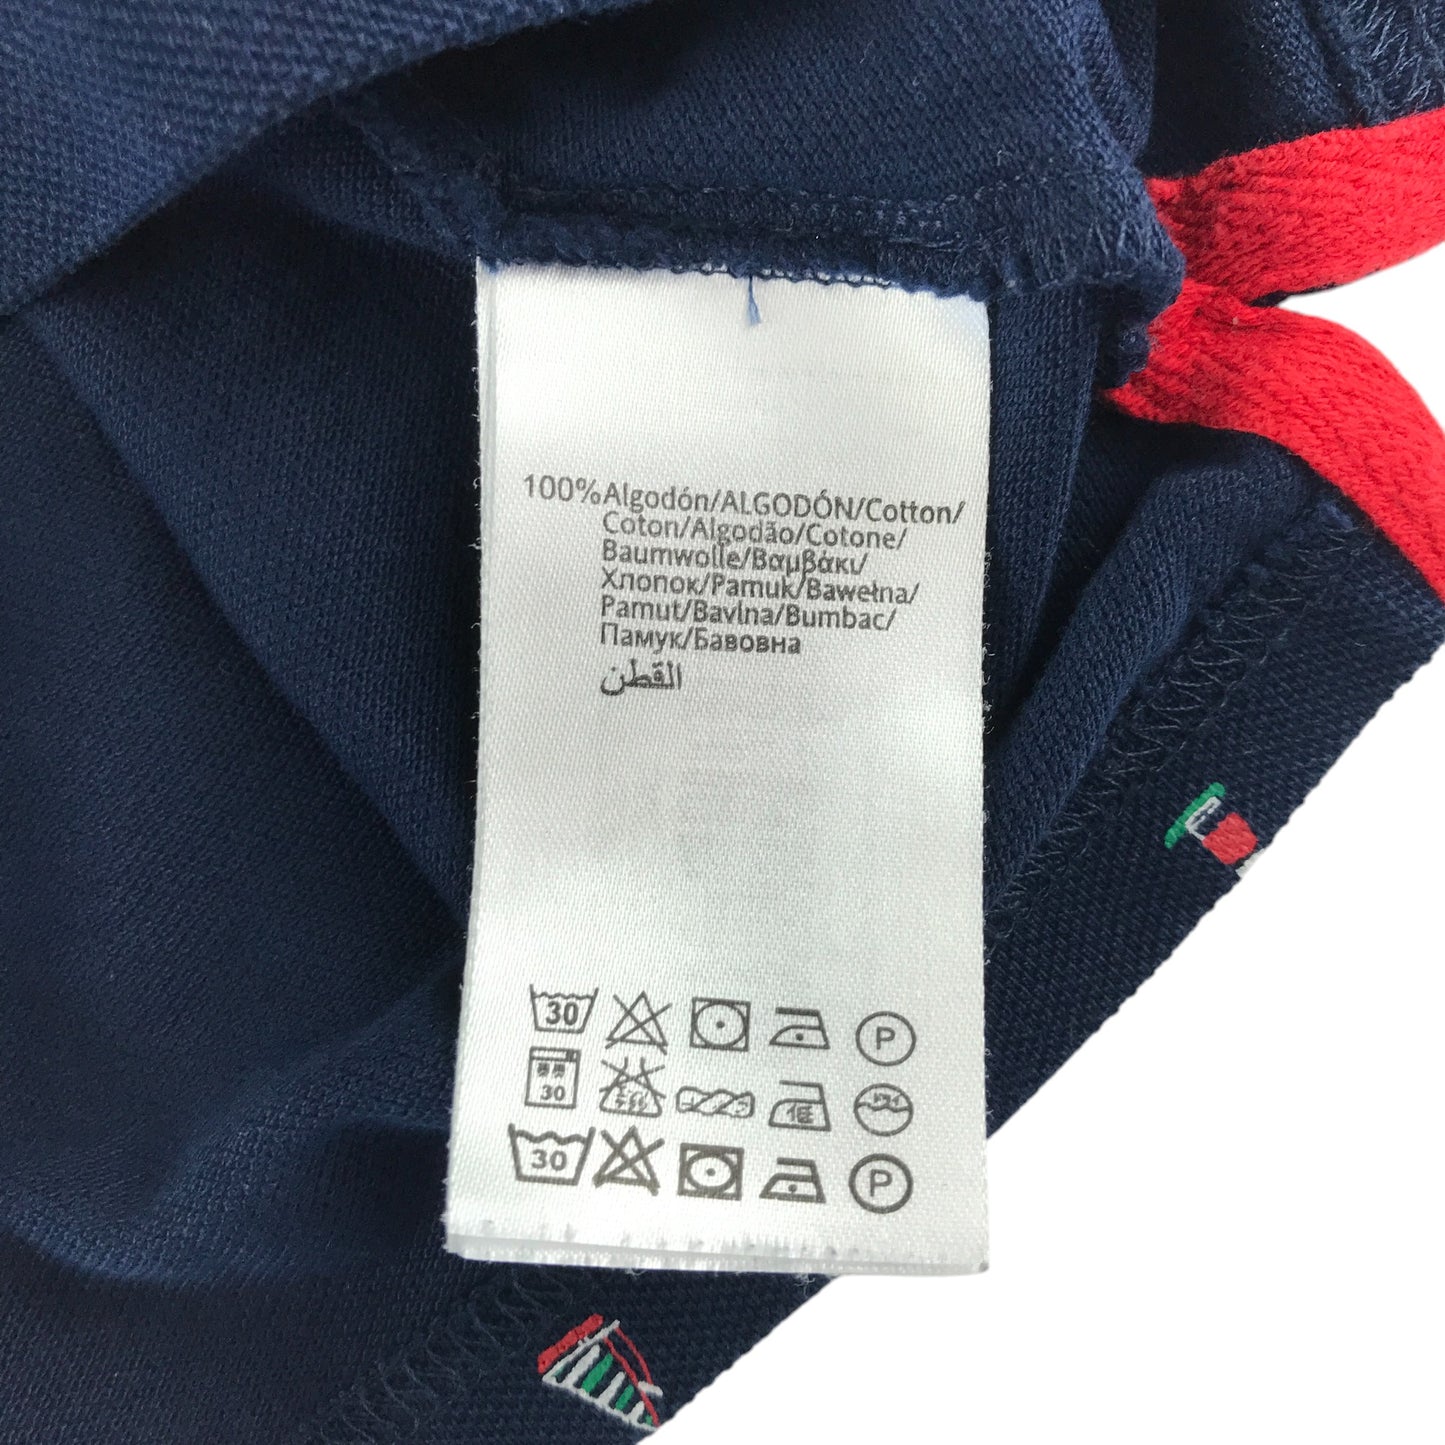 100%Algodón/ALGODÓN/Cotton/
Coton/Algodão/Cotone/
Baumwolle/Βαμβάκι/
Хлопок/Pamuk/Bawełna/
Pamut/Bavlna/Bumbac/
Памук/Бавовна
القطن
30 P
30
30 P